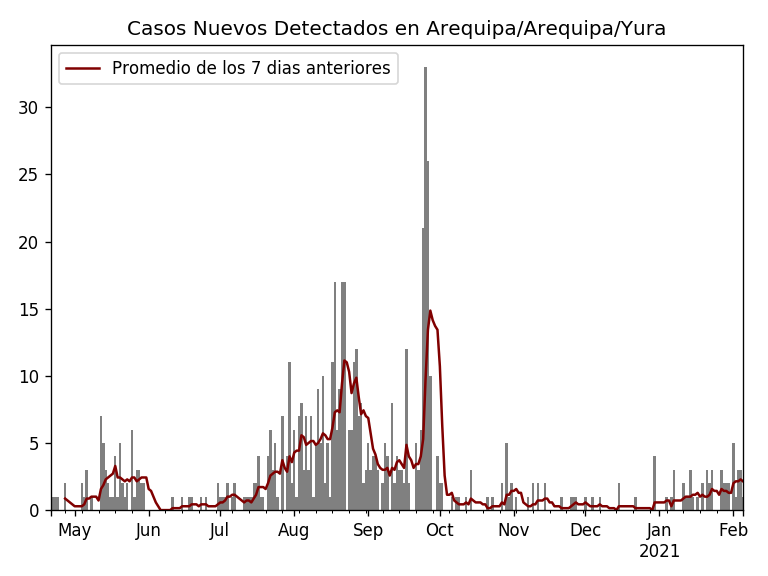 Casos Nuevos Detectados en Arequipa/Arequipa/Yura
Promedio de los 7 dias anteriores
30
25
20
15
10
5
0
May Jun Jul Aug Sep Oct Nov Dec Jan Feb
2021